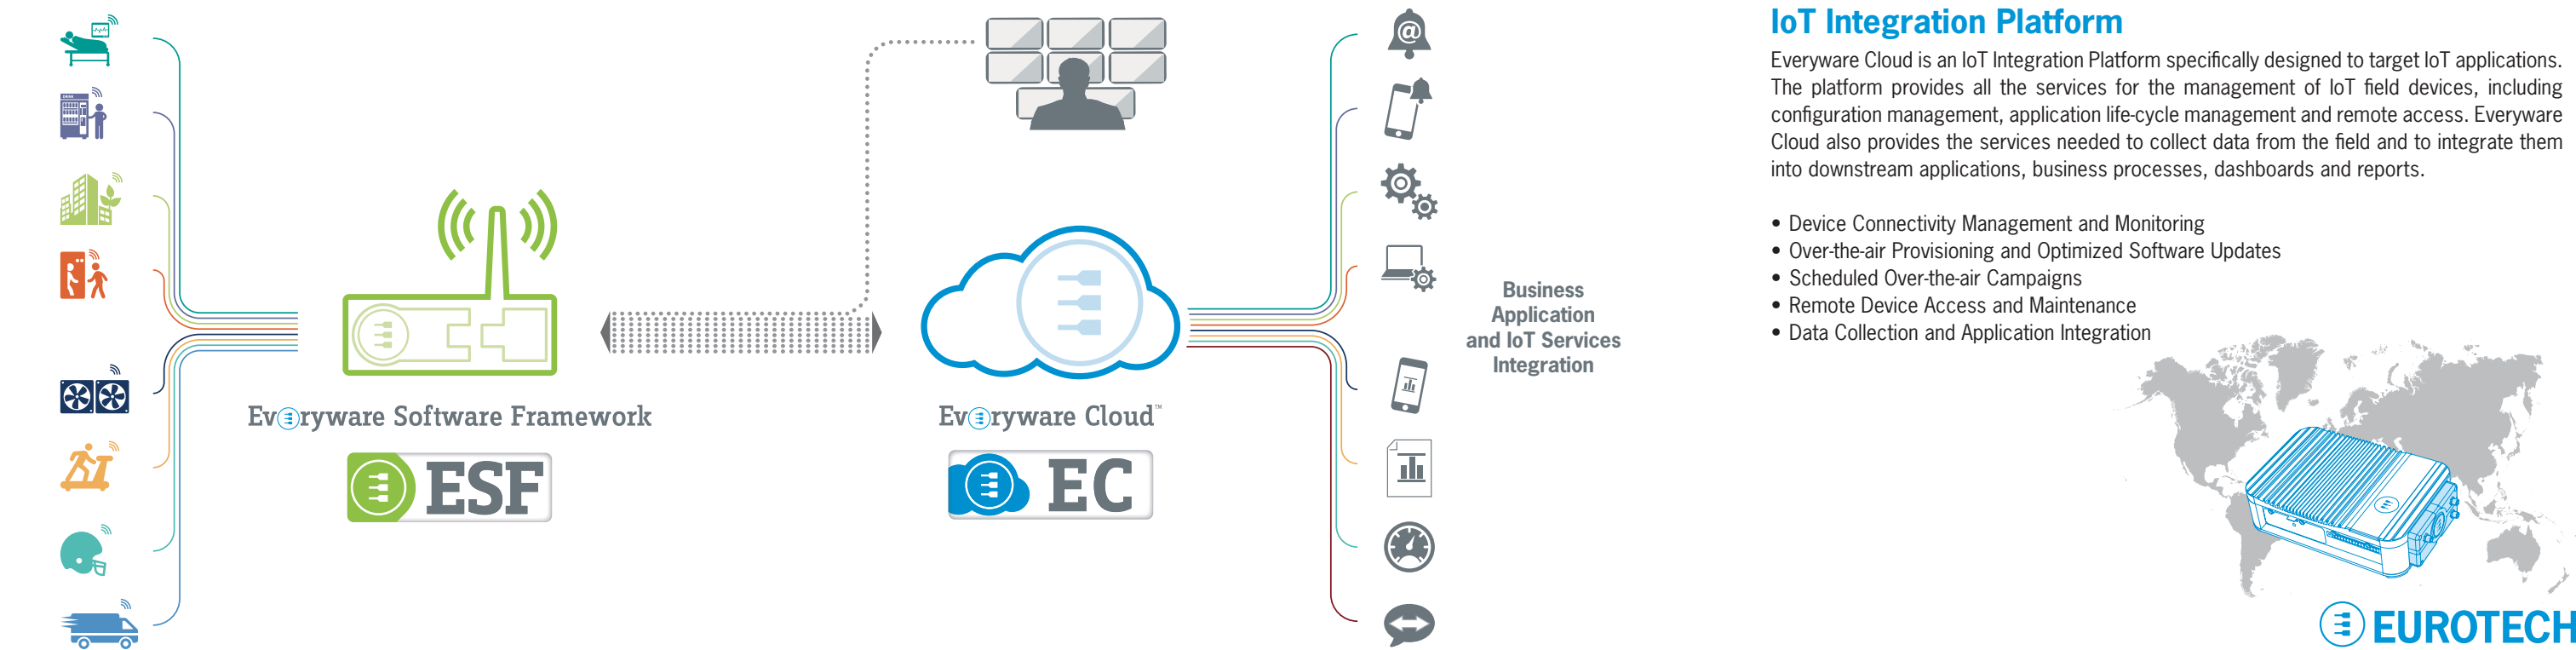 Everyware Software Framework
ESF
Everyware Cloud™
EC
@
Business
Application
and IoT Services
Integration
IoT Integration Platform
Everyware Cloud is an IoT Integration Platform specifically designed to target IoT applications.
The platform provides all the services for the management of IoT field devices, including
configuration management, application life-cycle management and remote access. Everyware
Cloud also provides the services needed to collect data from the field and to integrate them
into downstream applications, business processes, dashboards and reports.
• Device Connectivity Management and Monitoring
• Over-the-air Provisioning and Optimized Software Updates
• Scheduled Over-the-air Campaigns
• Remote Device Access and Maintenance
• Data Collection and Application Integration
EUROTECH